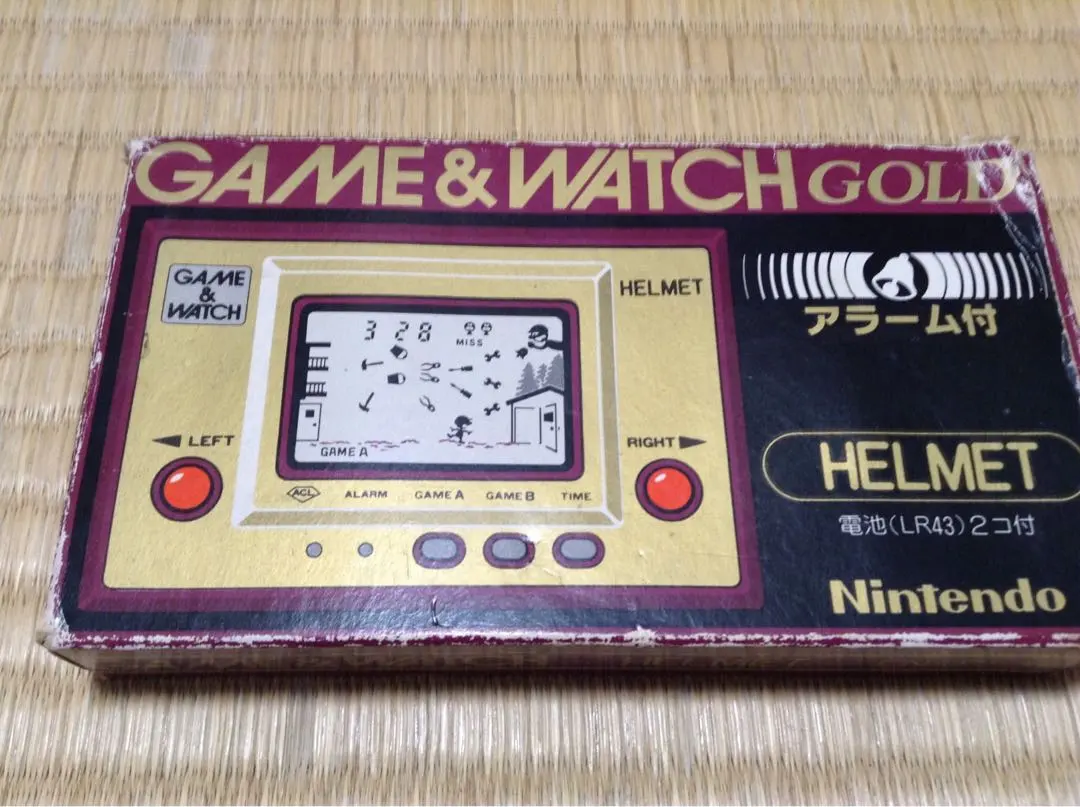 GAME & WATCH GOLD
GAME
&
WATCH
HELMET
328
MISS
GAME A
LEFT
RIGHT
ACL ALARM GAME A GAME B TIME
アラーム付
HELMET
電池(LR43)2コ付
Nintendo